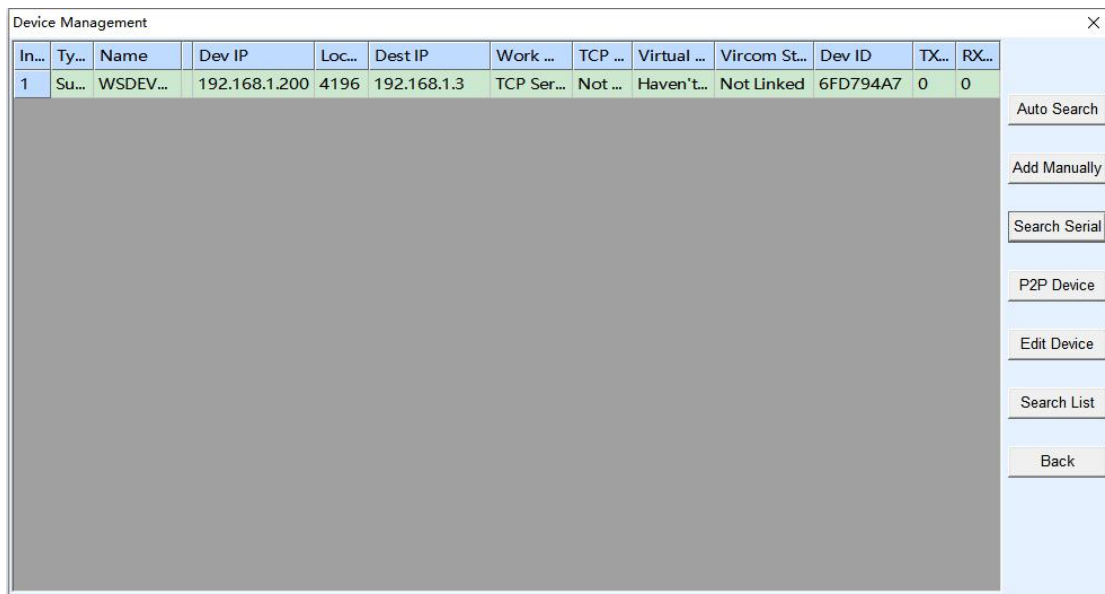 Device Management
In... Ty... Name Dev IP Loc... Dest IP Work ... TCP ... Virtual ... Vircom St... Dev ID TX... RX...
1 Su... WSDEV... 192.168.1.200 4196 192.168.1.3 TCP Ser... Not ... Haven't... Not Linked 6FD794A7 0 0
Auto Search
Add Manually
Search Serial
P2P Device
Edit Device
Search List
Back